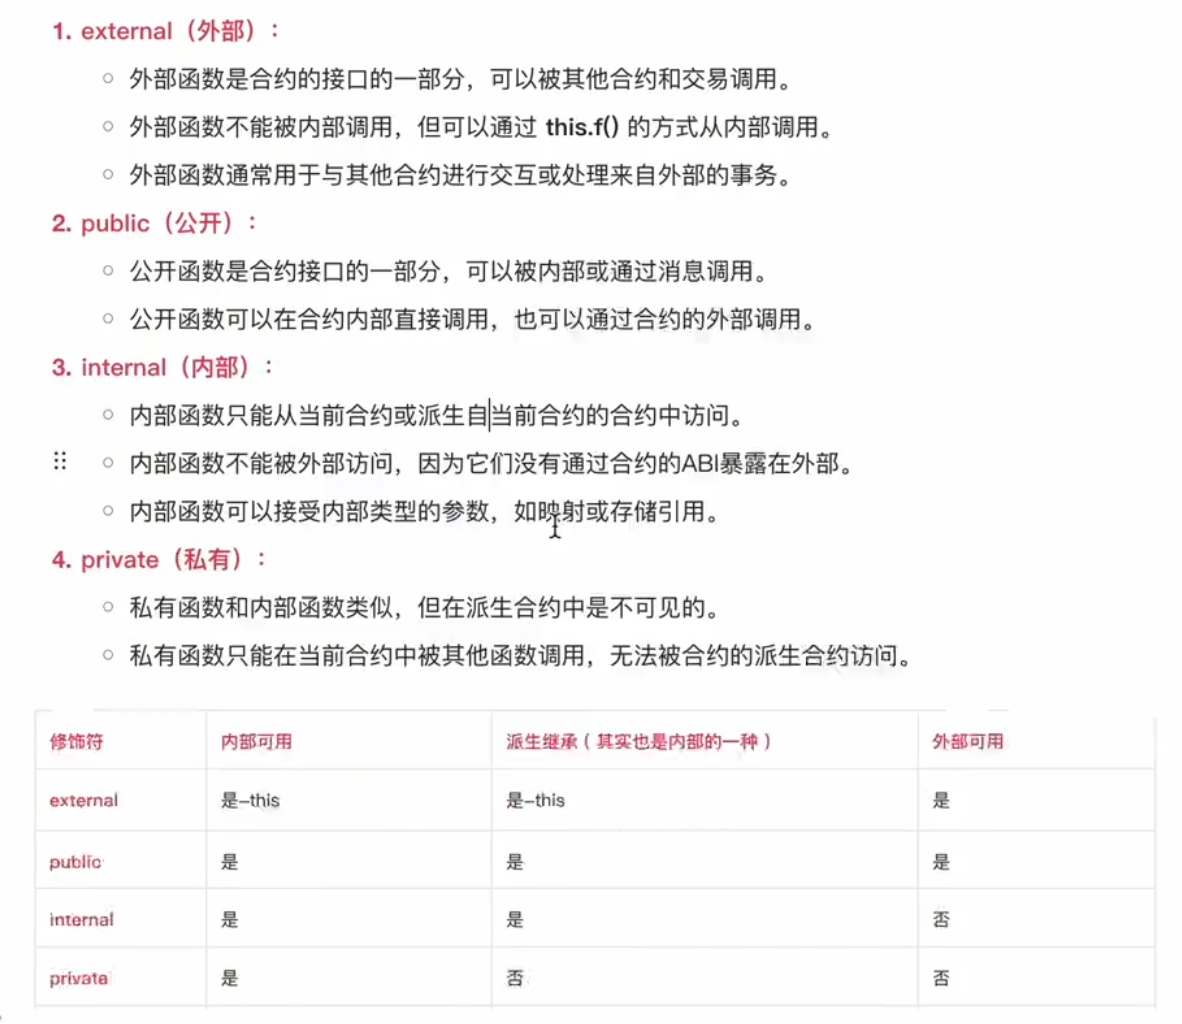 1. external（外部）：
外部函数是合约的接口的一部分，可以被其他合约和交易调用。
外部函数不能被内部调用，但可以通过 this.f() 的方式从内部调用。
外部函数通常用于与其他合约进行交互或处理来自外部的事务。
2. public（公开）：
公开函数是合约接口的一部分，可以被内部或通过消息调用。
公开函数可以在合约内部直接调用，也可以通过合约的外部调用。
3. internal（内部）：
内部函数只能从当前合约或派生自当前合约的合约中访问。
内部函数不能被外部访问，因为它们没有通过合约的ABI暴露在外部。
内部函数可以接受内部类型的参数，如映射或存储引用。
4. private（私有）：
私有函数和内部函数类似，但在派生合约中是不可见的。
私有函数只能在当前合约中被其他函数调用，无法被合约的派生合约访问。
修饰符 内部可用 派生继承（其实也是内部的一种） 外部可用
external 是–this 是–this 是
public 是 是 是
internal 是 是 否
private 是 否 否